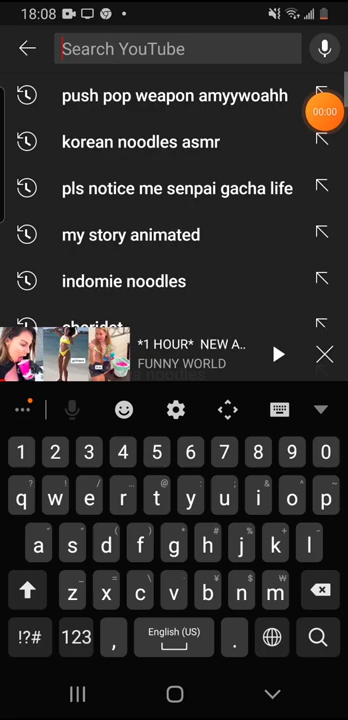 18:08
Search YouTube
push pop weapon amyywoahh
00:00
korean noodles asmr
pls notice me senpai gacha life
my story animated
indomie noodles
*1 HOUR* NEW A..
FUNNY WORLD
1 2 3 4 5 6 7 8 9 0
q w e r t y u i o p
a s d f g h j k l
z x c v b n m
!?# 123 , English (US) .